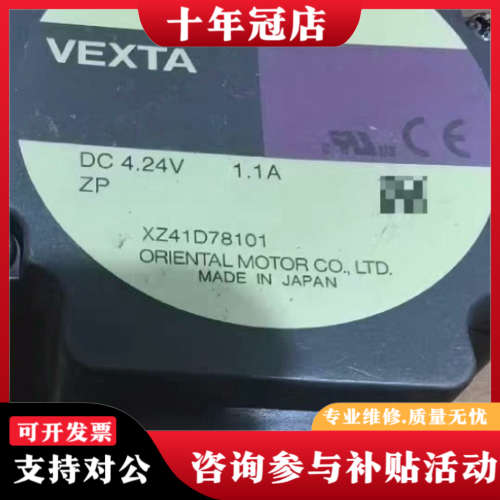 十年冠店
VEXTA
DC 4.24V 1.1A
ZP
XZ41D78101
ORIENTAL MOTOR CO., LTD.
MADE IN JAPAN
可开发票
支持对公
专业维修.质量无忧
咨询参与补贴活动